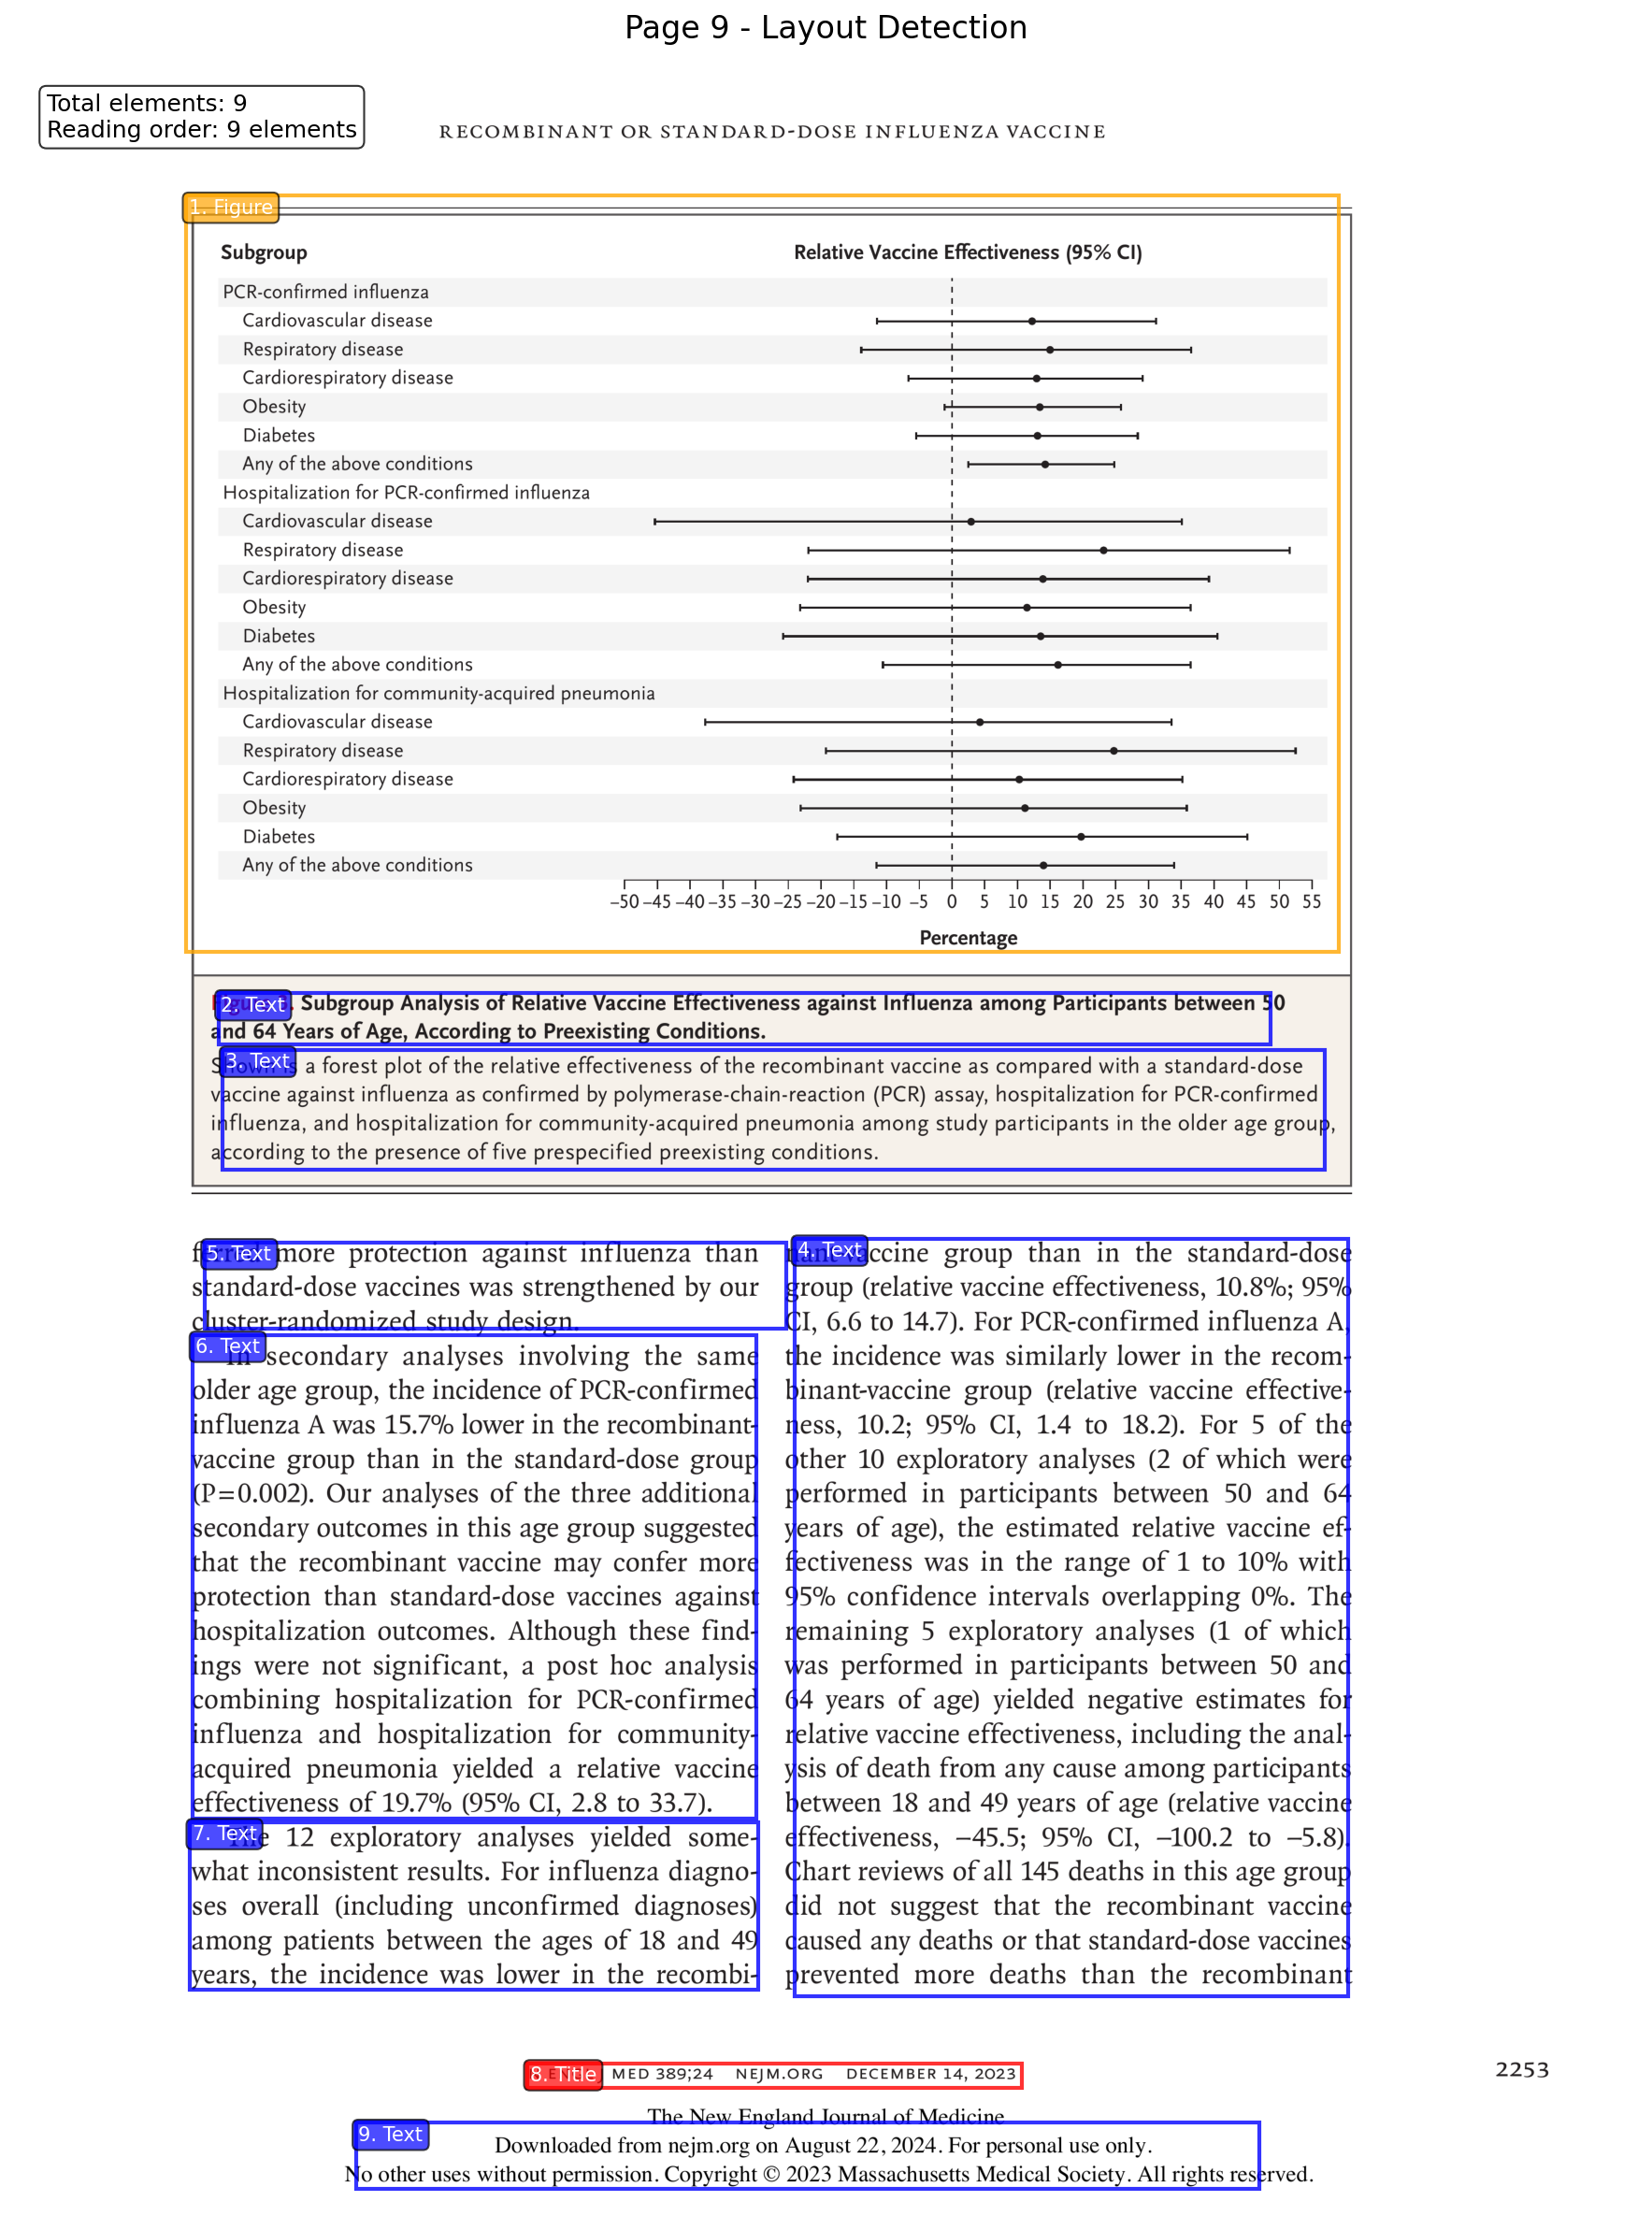 Page 9 - Layout Detection
Total elements: 9
Reading order: 9 elements
RECOMBINANT OR STANDARD-DOSE INFLUENZA VACCINE
1. Figure
Subgroup Relative Vaccine Effectiveness (95% CI)
PCR-confirmed influenza
Cardiovascular disease
Respiratory disease
Cardiorespiratory disease
Obesity
Diabetes
Any of the above conditions
Hospitalization for PCR-confirmed influenza
Cardiovascular disease
Respiratory disease
Cardiorespiratory disease
Obesity
Diabetes
Any of the above conditions
Hospitalization for community-acquired pneumonia
Cardiovascular disease
Respiratory disease
Cardiorespiratory disease
Obesity
Diabetes
Any of the above conditions
–50 –45 –40 –35 –30 –25 –20 –15 –10 –5 0 5 10 15 20 25 30 35 40 45 50 55
Percentage
2. Text
Subgroup Analysis of Relative Vaccine Effectiveness against Influenza among Participants between 50
and 64 Years of Age, According to Preexisting Conditions.
3. Text
Shown is a forest plot of the relative effectiveness of the recombinant vaccine as compared with a standard-dose
vaccine against influenza as confirmed by polymerase-chain-reaction (PCR) assay, hospitalization for PCR-confirmed
influenza, and hospitalization for community-acquired pneumonia among study participants in the older age group,
according to the presence of five prespecified preexisting conditions.
5. Text
ferred more protection against influenza than
standard-dose vaccines was strengthened by our
cluster-randomized study design.
6. Text
In secondary analyses involving the same
older age group, the incidence of PCR-confirmed
influenza A was 15.7% lower in the recombinant-
vaccine group than in the standard-dose group
(P=0.002). Our analyses of the three additional
secondary outcomes in this age group suggested
that the recombinant vaccine may confer more
protection than standard-dose vaccines against
hospitalization outcomes. Although these find-
ings were not significant, a post hoc analysis
combining hospitalization for PCR-confirmed
influenza and hospitalization for community-
acquired pneumonia yielded a relative vaccine
effectiveness of 19.7% (95% CI, 2.8 to 33.7).
7. Text
The 12 exploratory analyses yielded some-
what inconsistent results. For influenza diagno-
ses overall (including unconfirmed diagnoses)
among patients between the ages of 18 and 49
years, the incidence was lower in the recombi-
4. Text
nant-vaccine group than in the standard-dose
group (relative vaccine effectiveness, 10.8%; 95%
CI, 6.6 to 14.7). For PCR-confirmed influenza A,
the incidence was similarly lower in the recom-
binant-vaccine group (relative vaccine effective-
ness, 10.2; 95% CI, 1.4 to 18.2). For 5 of the
other 10 exploratory analyses (2 of which were
performed in participants between 50 and 64
years of age), the estimated relative vaccine ef-
fectiveness was in the range of 1 to 10% with
95% confidence intervals overlapping 0%. The
remaining 5 exploratory analyses (1 of which
was performed in participants between 50 and
64 years of age) yielded negative estimates for
relative vaccine effectiveness, including the anal-
ysis of death from any cause among participants
between 18 and 49 years of age (relative vaccine
effectiveness, –45.5; 95% CI, –100.2 to –5.8).
Chart reviews of all 145 deaths in this age group
did not suggest that the recombinant vaccine
caused any deaths or that standard-dose vaccines
prevented more deaths than the recombinant
8. Title
MED 389;24 NEJM.ORG DECEMBER 14, 2023
2253
The New England Journal of Medicine
9. Text
Downloaded from nejm.org on August 22, 2024. For personal use only.
No other uses without permission. Copyright © 2023 Massachusetts Medical Society. All rights reserved.